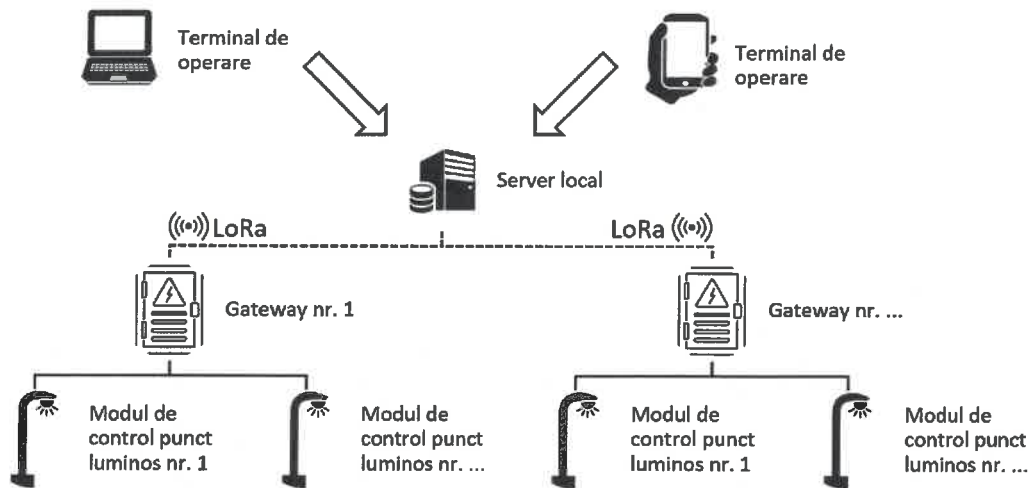 Terminal de
operare
Terminal de
operare
Server local
LoRa
LoRa
Gateway nr. 1
Gateway nr. ...
Modul de
control punct
luminos nr. 1
Modul de
control punct
luminos nr. ...
Modul de
control punct
luminos nr. 1
Modul de
control punct
luminos nr. ...